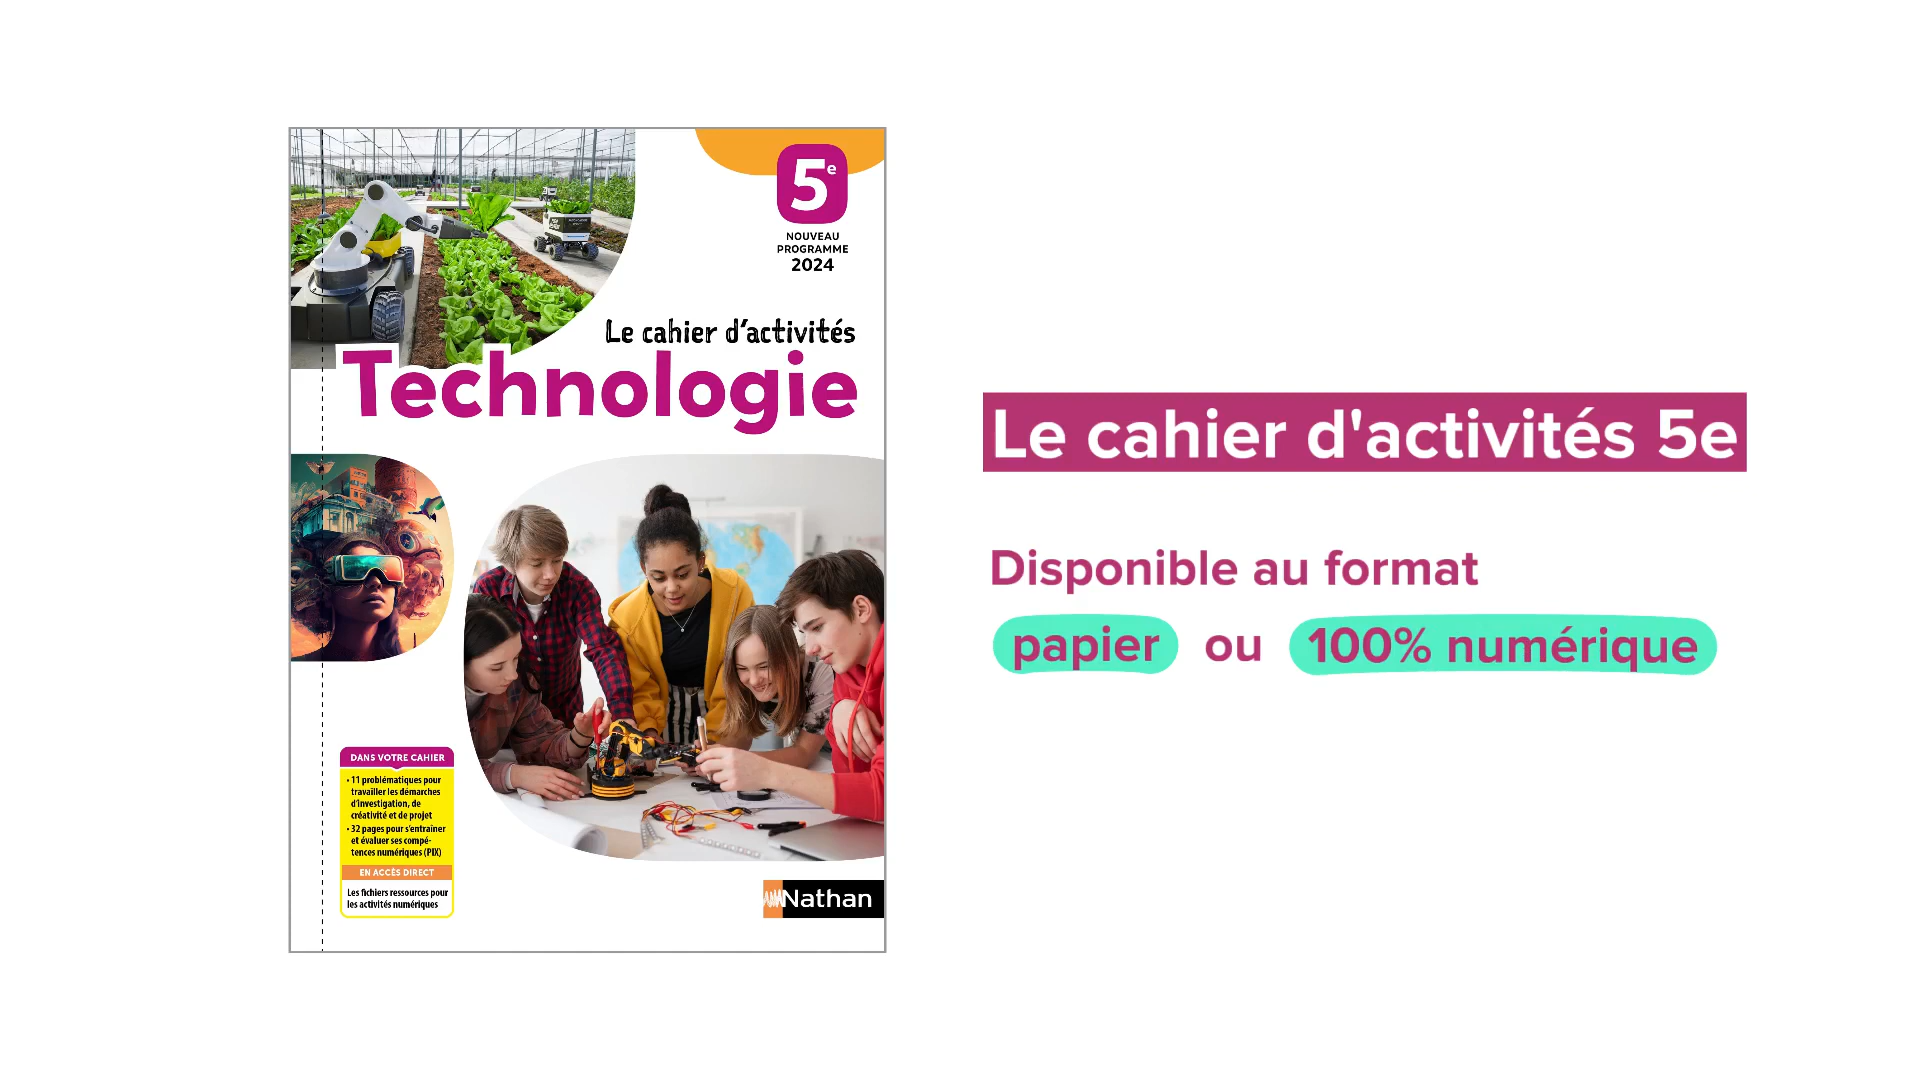 5e
NOUVEAU
PROGRAMME
2024
Le cahier d'activités
Technologie
DANS VOTRE CAHIER
• 11 problématiques pour
travailler les démarches
d'investigation, de
créativité et de projet
• 32 pages pour s'entraîner
et évaluer ses compé-
tences numériques (PIX)
EN ACCÈS DIRECT
Les fichiers ressources pour
les activités numériques
Nathan
Le cahier d'activités 5e
Disponible au format
papier ou 100% numérique